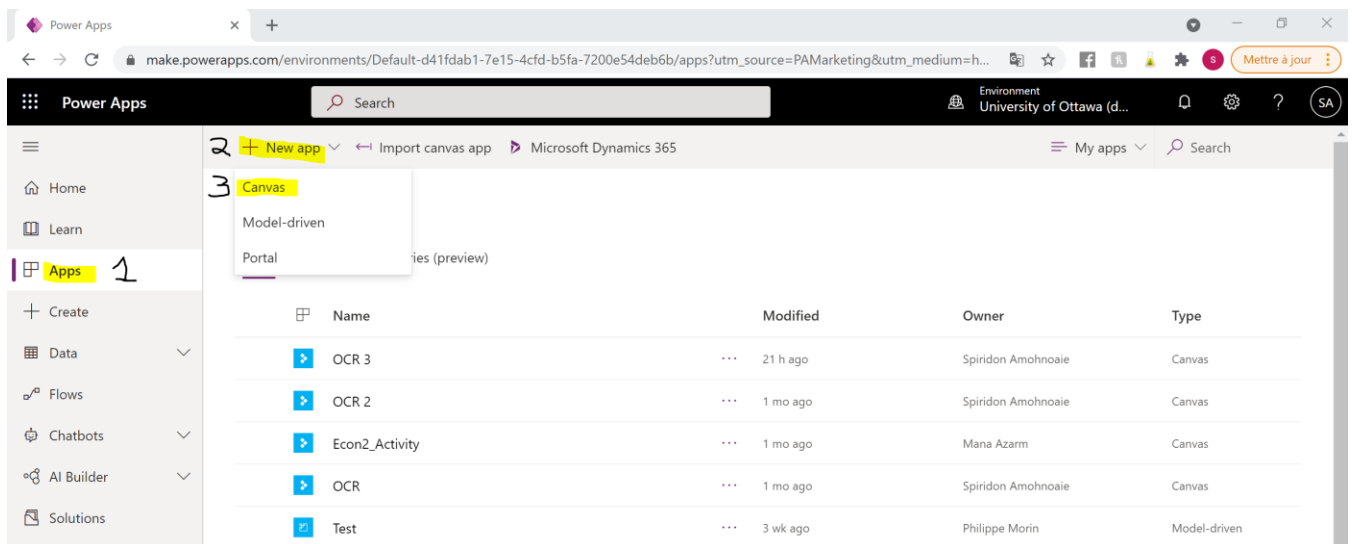 Power Apps
make.powerapps.com/environments/Default-d41fdab1-7e15-4cfd-b5fa-7200e54deb6b/apps?utm_source=PAMarketing&utm_medium=h... S Mettre à jour
Power Apps Search Environment University of Ottawa (d... ? SA
2 + New app Import canvas app Microsoft Dynamics 365 My apps Search
Home 3 Canvas
Learn Model-driven
Apps 1 Portal ries (preview)
Create Name Modified Owner Type
Data OCR 3 ... 21 h ago Spiridon Amohnoaie Canvas
Flows OCR 2 ... 1 mo ago Spiridon Amohnoaie Canvas
Chatbots Econ2_Activity ... 1 mo ago Mana Azarm Canvas
AI Builder OCR ... 1 mo ago Spiridon Amohnoaie Canvas
Solutions Test ... 3 wk ago Philippe Morin Model-driven